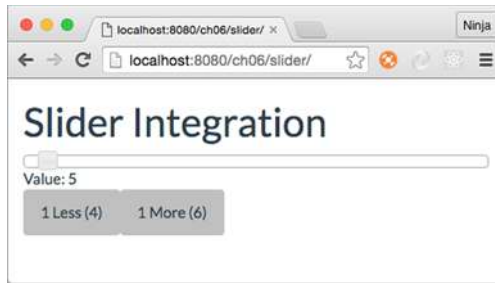 localhost:8080/ch06/slider/
Ninja
localhost:8080/ch06/slider/
Slider Integration
Value: 5
1 Less (4) 1 More (6)